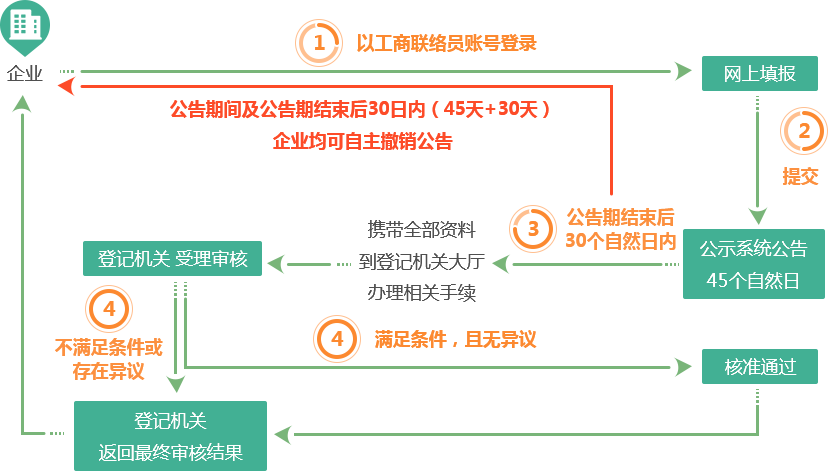 1
以工商联络员账号登录
企业
网上填报
公告期间及公告期结束后30日内（45天+30天）
企业均可自主撤销公告
2
提交
公示系统公告
45个自然日
3
公告期结束后
30个自然日内
携带全部资料
到登记机关大厅
办理相关手续
登记机关 受理审核
4
不满足条件或
存在异议
4
满足条件，且无异议
核准通过
登记机关
返回最终审核结果